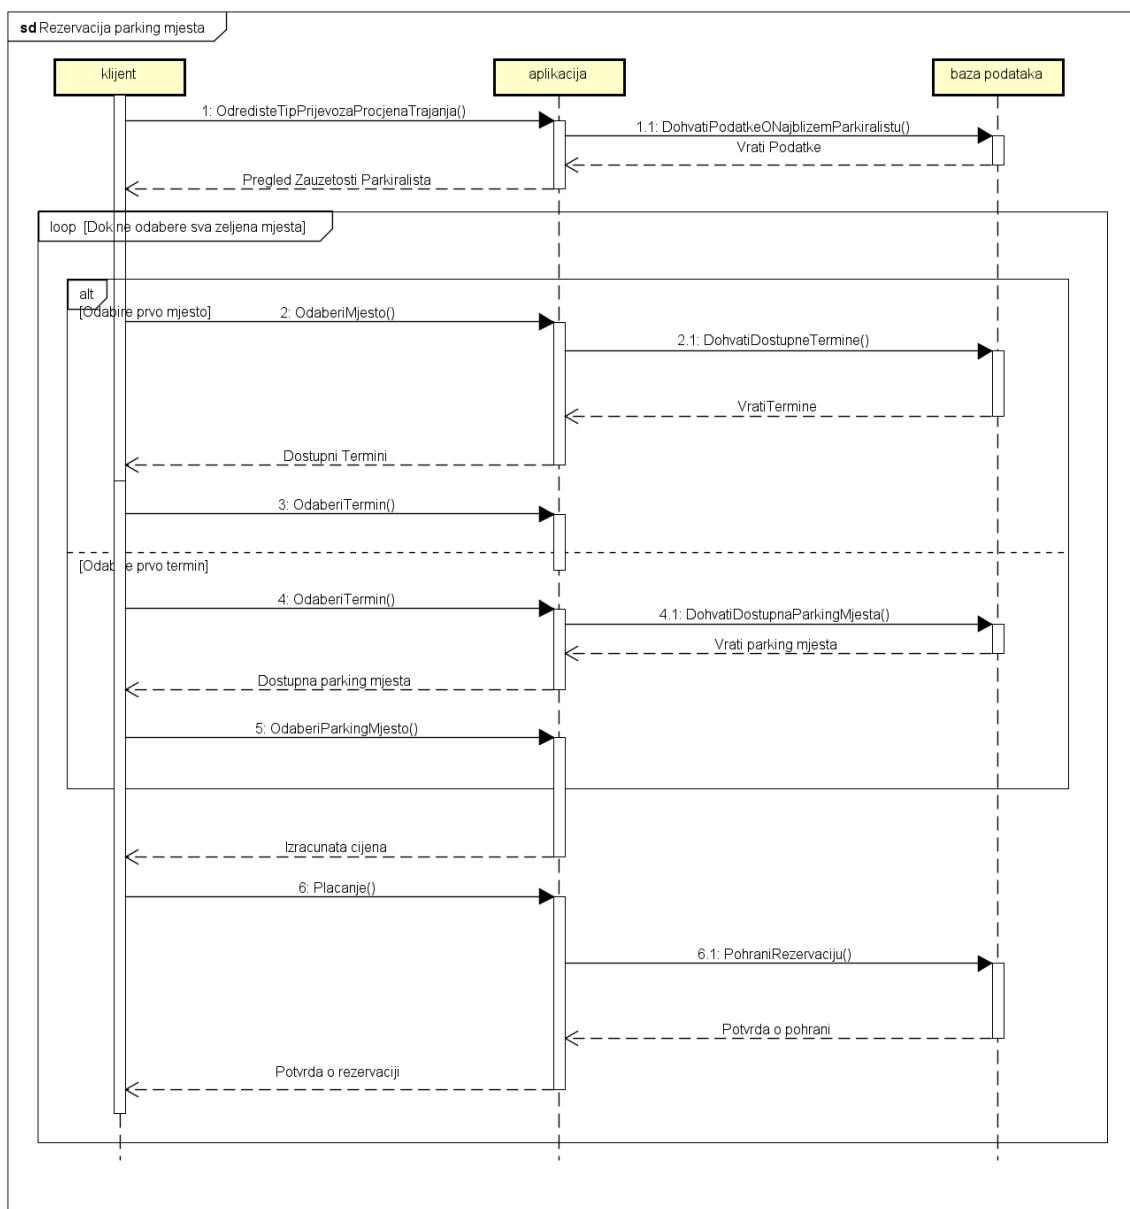 sd Rezervacija parking mjesta
klijent
aplikacija
baza podataka
1: OdredisteTipPrijevozaProcjenaTrajanja()
1.1: DohvatiPodatkeONajblizemParkiralistu()
Vrati Podatke
Pregled Zauzetosti Parkiralista
loop [Dok ne odabere sva zeljena mjesta]
alt
[Odabire prvo mjesto]
2: OdaberiMjesto()
2.1: DohvatiDostupneTermine()
VratiTermine
Dostupni Termini
3: OdaberiTermin()
[Odabire prvo termin]
4: OdaberiTermin()
4.1: DohvatiDostupnaParkingMjesta()
Vrati parking mjesta
Dostupna parking mjesta
5: OdaberiParkingMjesto()
Izracunata cijena
6: Placanje()
6.1: PohraniRezervaciju()
Potvrda o pohrani
Potvrda o rezervaciji